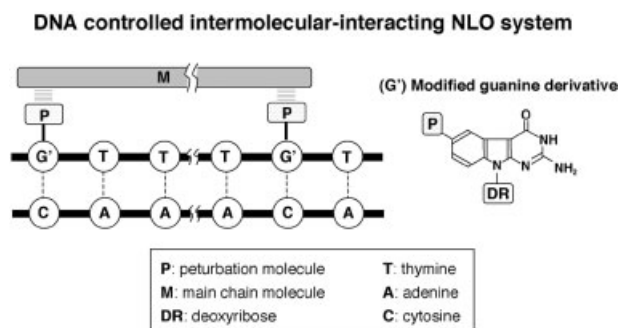 DNA controlled intermolecular-interacting NLO system
M
(G') Modified guanine derivative
P P
G' T T T G' T
C A A A C A
P O NH N N NH₂
DR
P: peturbation molecule T: thymine
M: main chain molecule A: adenine
DR: deoxyribose C: cytosine